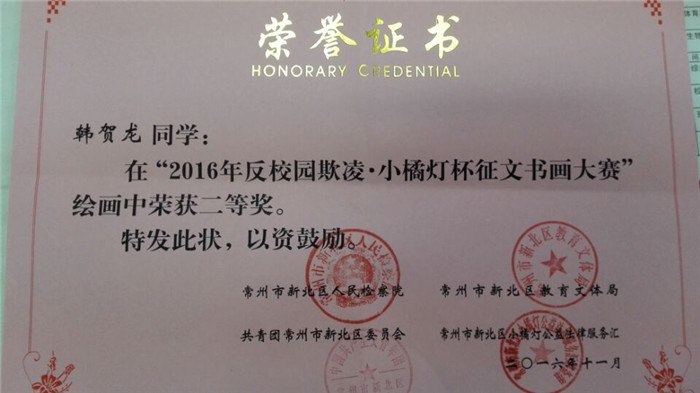 荣誉证书
HONORARY CREDENTIAL
韩贺龙 同学：
在“2016年反校园欺凌·小橘灯杯征文书画大赛”
绘画中荣获二等奖。
特发此状，以资鼓励。
常州市新北区人民检察院 常州市新北区教育文体局
共青团常州市新北区委员会 常州市新北区小橘灯公益法律服务汇
二〇一六年十一月